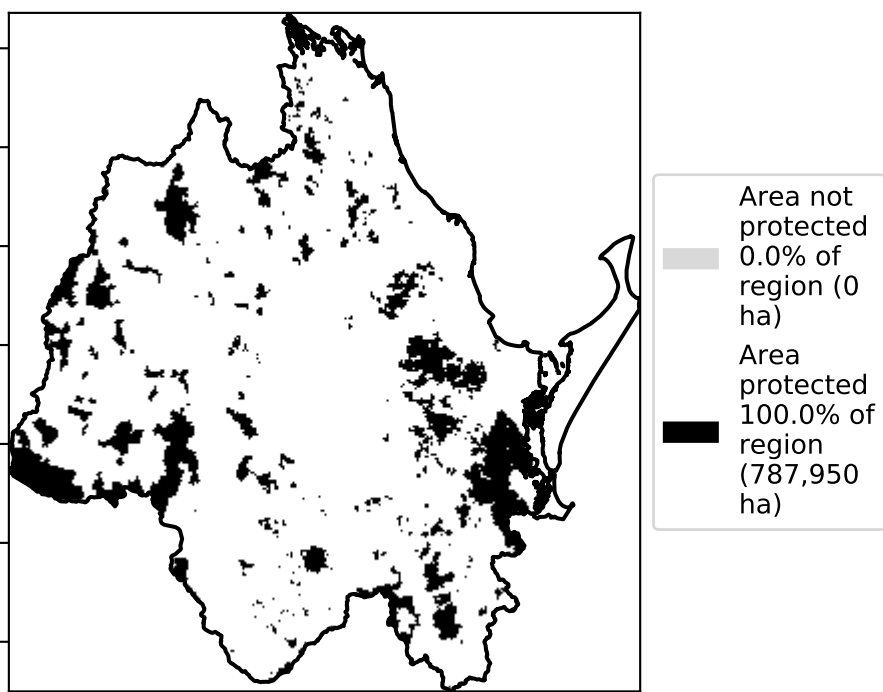 Area not
protected
0.0% of
region (0
ha)
Area
protected
100.0% of
region
(787,950
ha)